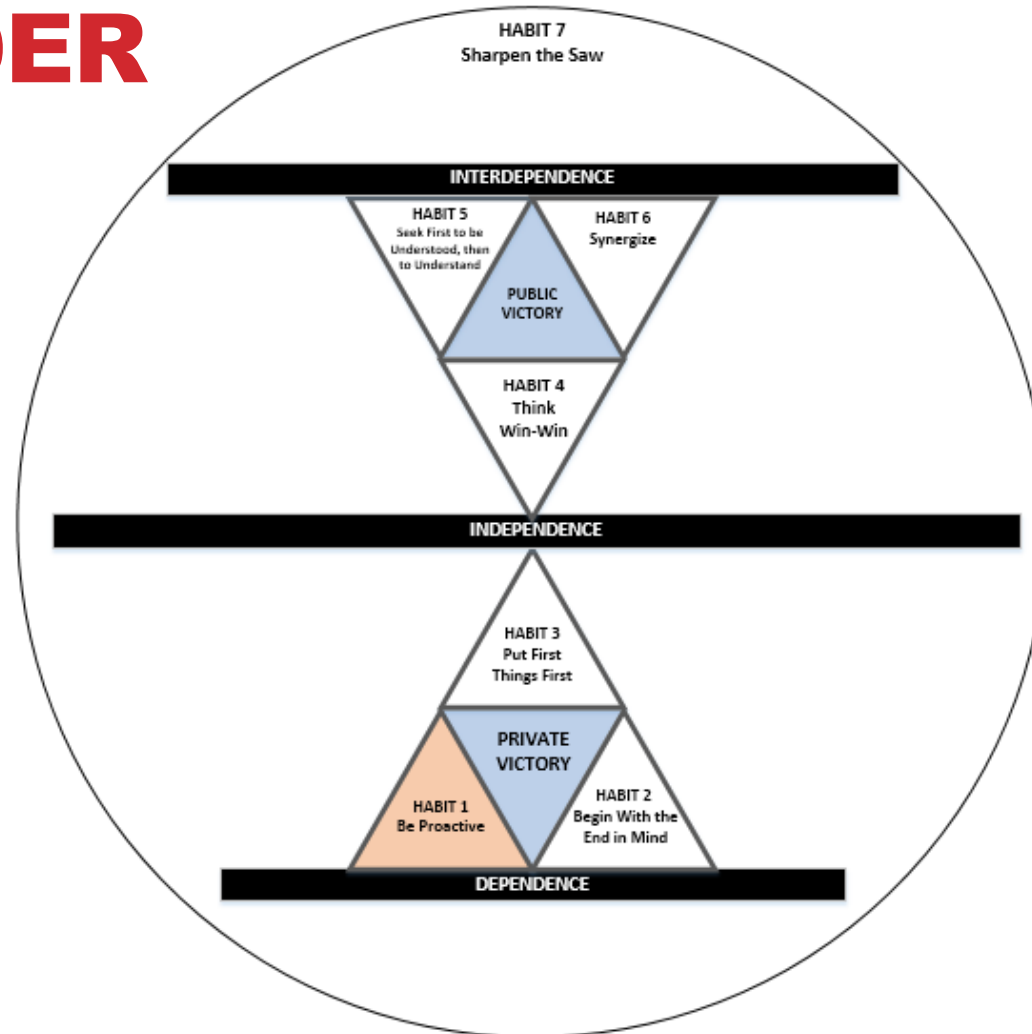 DER
HABIT 7
Sharpen the Saw
INTERDEPENDENCE
HABIT 5
Seek First to be
Understood, then
to Understand
HABIT 6
Synergize
PUBLIC
VICTORY
HABIT 4
Think
Win-Win
INDEPENDENCE
HABIT 3
Put First
Things First
PRIVATE
VICTORY
HABIT 1
Be Proactive
HABIT 2
Begin With the
End in Mind
DEPENDENCE